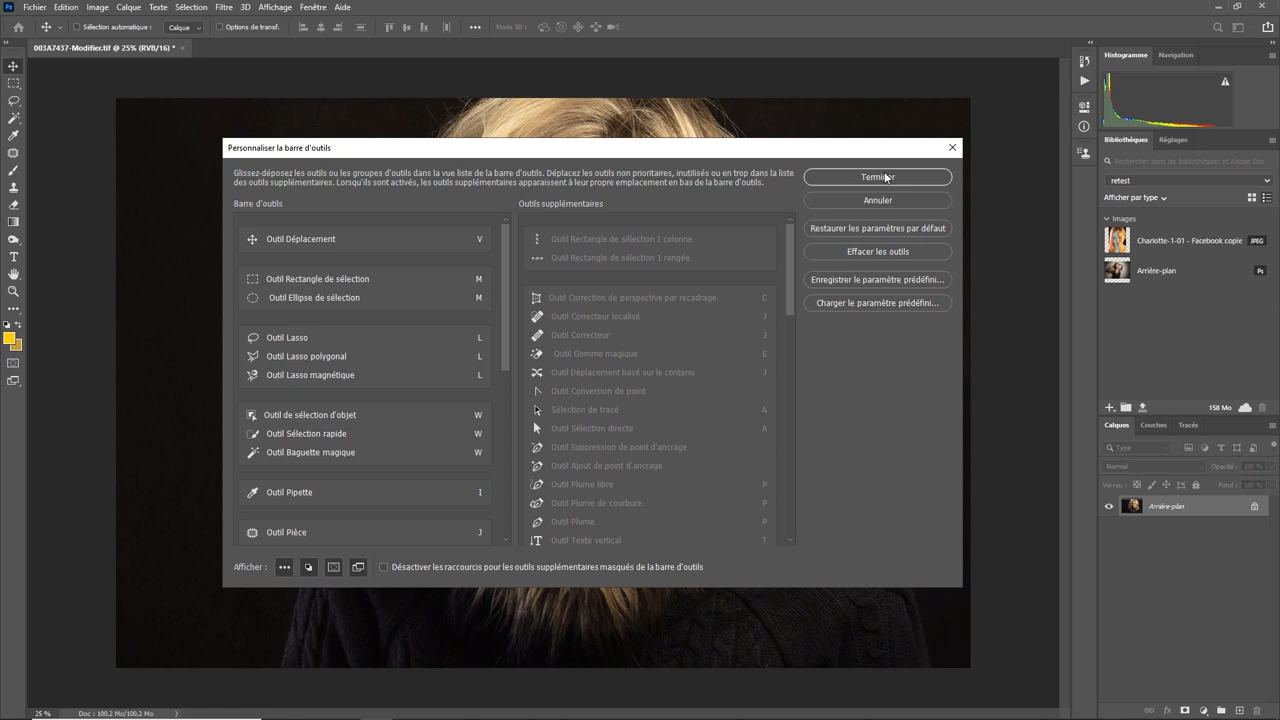 Ps Fichier Edition Image Calque Texte Sélection Filtre 3D Affichage Fenêtre Aide
Sélection automatique : Calque Options de transf. Mode 3D :
003A7437-Modifier.tif @ 25% (RVB/16) * ×
Histogramme Navigation
Bibliothèques Réglages
Rechercher dans les bibliothèques et Adobe Stoc
retest
Afficher par type
Images
Charlotte-1-01 - Facebook copie JPEG
Arrière-plan Ps
158 Mo
Calques Couches Tracés
Type
Normal Opacité : 100 %
Verrou : Fond : 100 %
Arrière-plan
Personnaliser la barre d'outils
Glissez-déposez les outils ou les groupes d'outils dans la vue liste de la barre d'outils. Déplacez les outils non prioritaires, inutilisés ou en trop dans la liste
des outils supplémentaires. Lorsqu'ils sont activés, les outils supplémentaires apparaissent à leur propre emplacement en bas de la barre d'outils.
Barre d'outils
Outil Déplacement V
Outil Rectangle de sélection M
Outil Ellipse de sélection M
Outil Lasso L
Outil Lasso polygonal L
Outil Lasso magnétique L
Outil de sélection d'objet W
Outil Sélection rapide W
Outil Baguette magique W
Outil Pipette I
Outil Pièce J
Outils supplémentaires
Outil Rectangle de sélection 1 colonne
Outil Rectangle de sélection 1 rangée
Outil Correction de perspective par recadrage C
Outil Correcteur localisé J
Outil Correcteur J
Outil Gomme magique E
Outil Déplacement basé sur le contenu J
Outil Conversion de point
Sélection de tracé A
Outil Sélection directe A
Outil Suppression de point d'ancrage
Outil Ajout de point d'ancrage
Outil Plume libre P
Outil Plume de courbure P
Outil Plume P
Outil Texte vertical T
Terminer
Annuler
Restaurer les paramètres par défaut
Effacer les outils
Enregistrer le paramètre prédéfini...
Charger le paramètre prédéfini...
Afficher : Désactiver les raccourcis pour les outils supplémentaires masqués de la barre d'outils
25 % Doc : 100,2 Mo/100,2 Mo